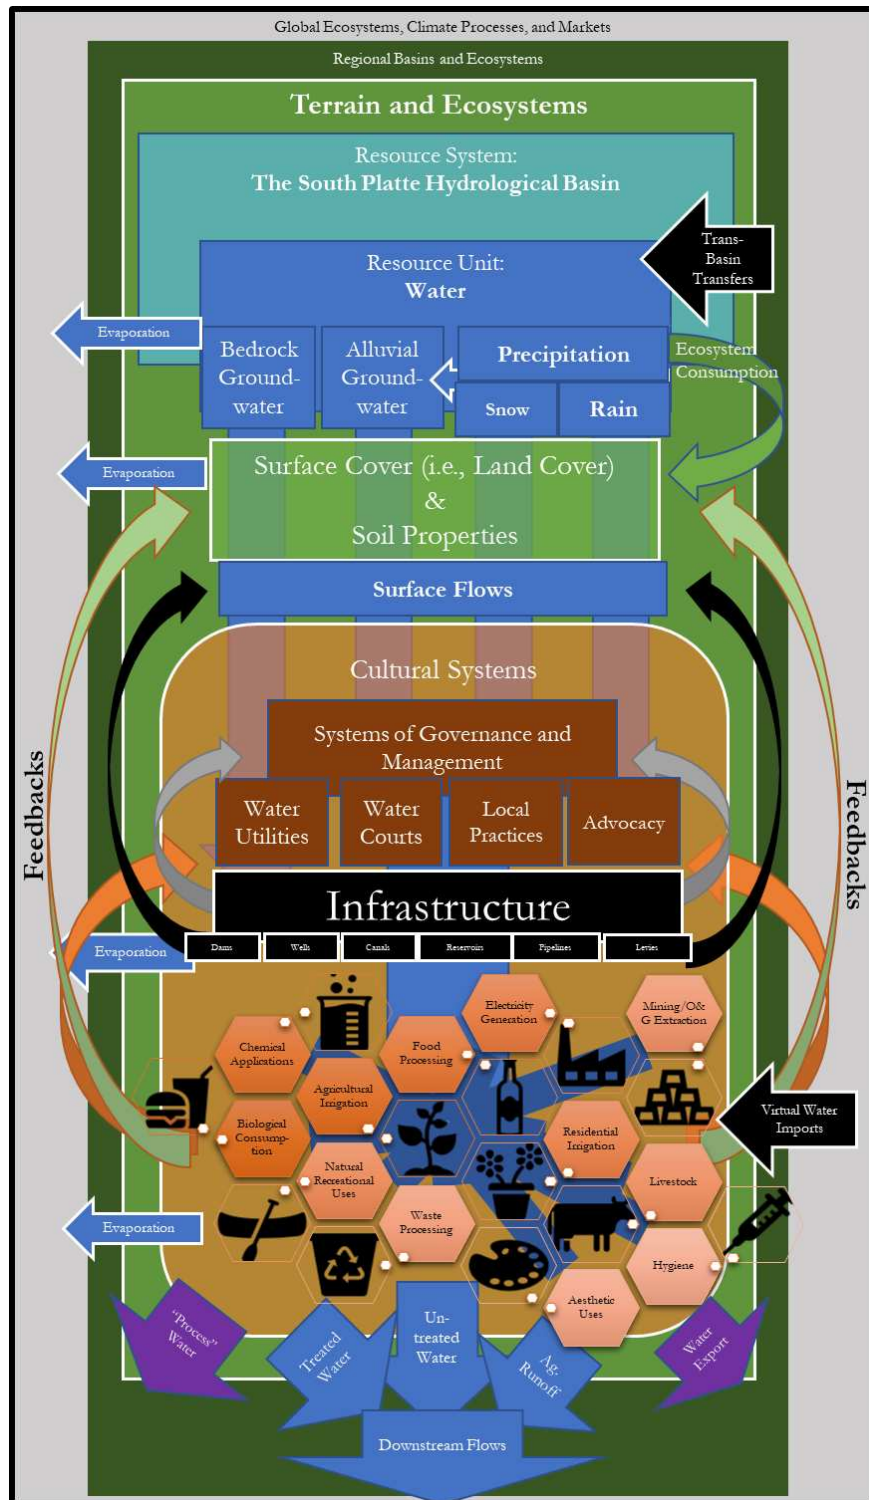 Global Ecosystems, Climate Processes, and Markets
Regional Basins and Ecosystems
Terrain and Ecosystems
Resource System:
The South Platte Hydrological Basin
Trans-
Basin
Transfers
Resource Unit:
Water
Evaporation
Bedrock
Ground-
water
Alluvial
Ground-
water
Precipitation
Snow
Rain
Ecosystem
Consumption
Evaporation
Surface Cover (i.e., Land Cover)
&
Soil Properties
Surface Flows
Cultural Systems
Systems of Governance and
Management
Feedbacks
Feedbacks
Water
Utilities
Water
Courts
Local
Practices
Advocacy
Infrastructure
Evaporation
Dams
Wells
Canals
Reservoirs
Pipelines
Levies
Electricity
Generation
Mining/O&
G Extraction
Chemical
Applications
Food
Processing
Agricultural
Irrigation
Virtual Water
Imports
Biological
Consump-
tion
Residential
Irrigation
Natural
Recreational
Uses
Livestock
Waste
Processing
Evaporation
Hygiene
Aesthetic
Uses
"Process"
Water
Treated
Water
Un-
treated
Water
Ag.
Runoff
Water
Export
Downstream Flows